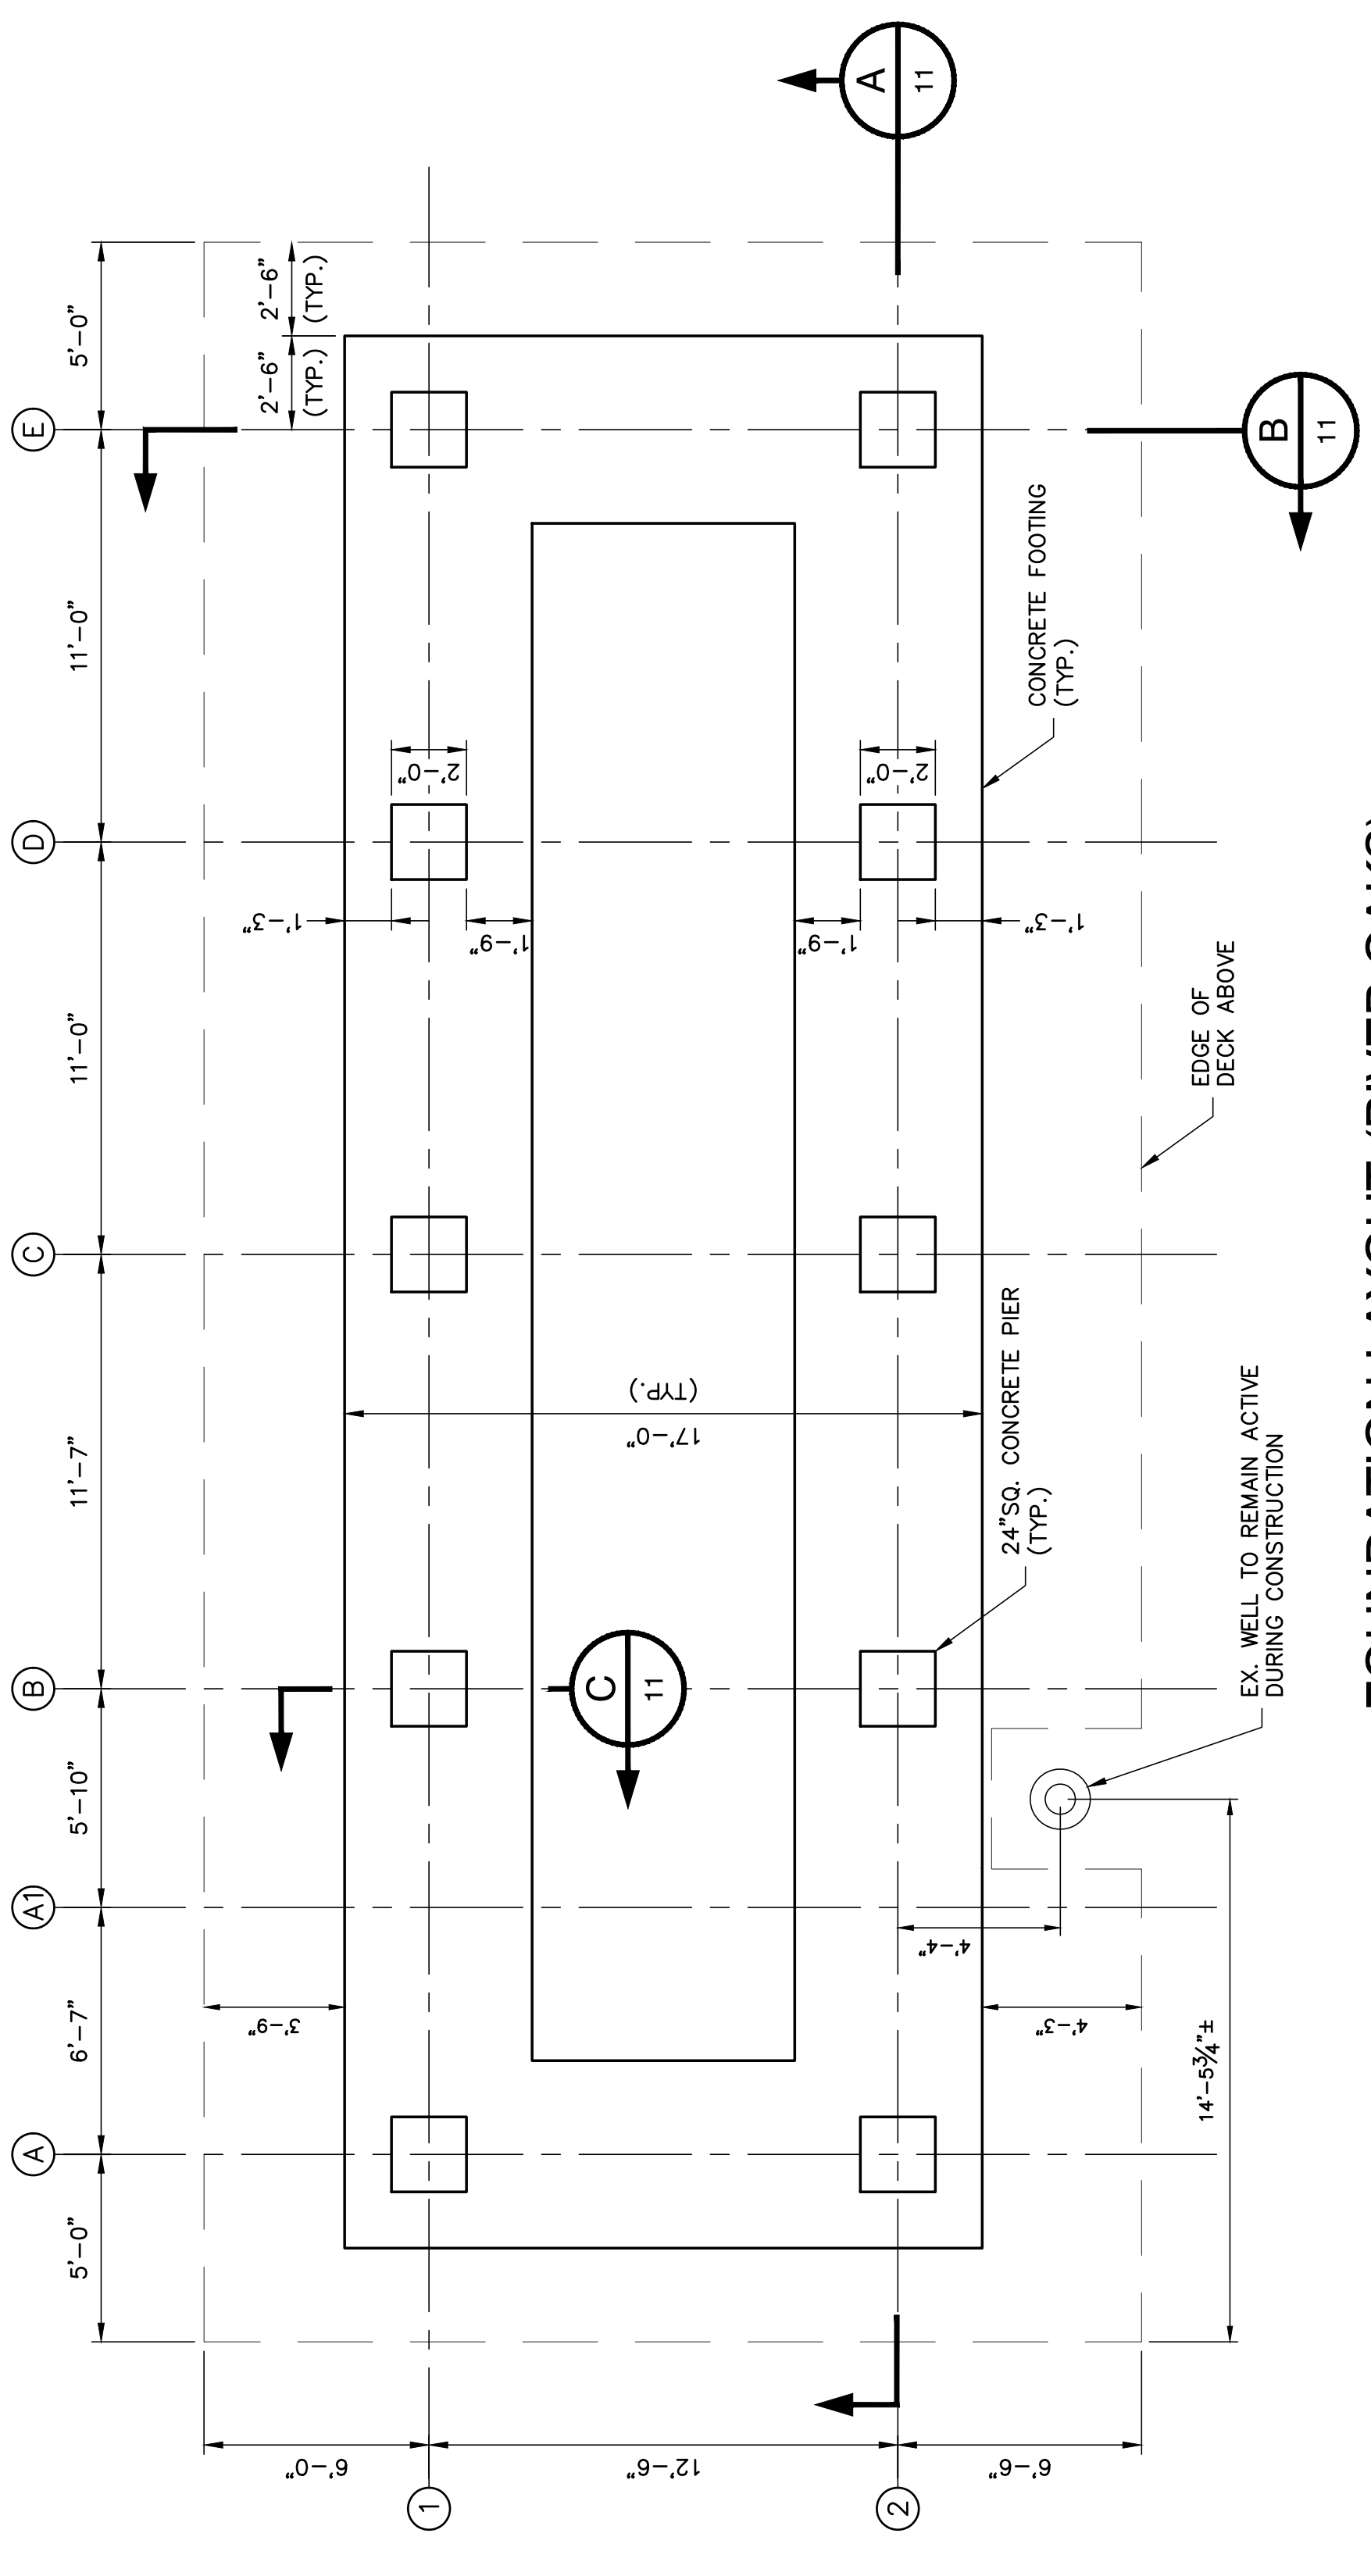 A
A1
B
C
D
E
5'-0"
6'-7"
5'-10"
11'-7"
11'-0"
11'-0"
5'-0"
2'-6"
(TYP.)
2'-6"
(TYP.)
6'-0"
3'-9"
1'-3"
1
2'-0"
1'-9"
12'-6"
17'-0"
(TYP.)
C
11
1'-9"
2'-0"
2
A
11
4'-4"
1'-3"
6'-6"
4'-3"
24"SQ. CONCRETE PIER
(TYP.)
CONCRETE FOOTING
(TYP.)
14'-5¾"±
EDGE OF
DECK ABOVE
EX. WELL TO REMAIN ACTIVE
DURING CONSTRUCTION
B
11
FOUNDATION LAYOUT